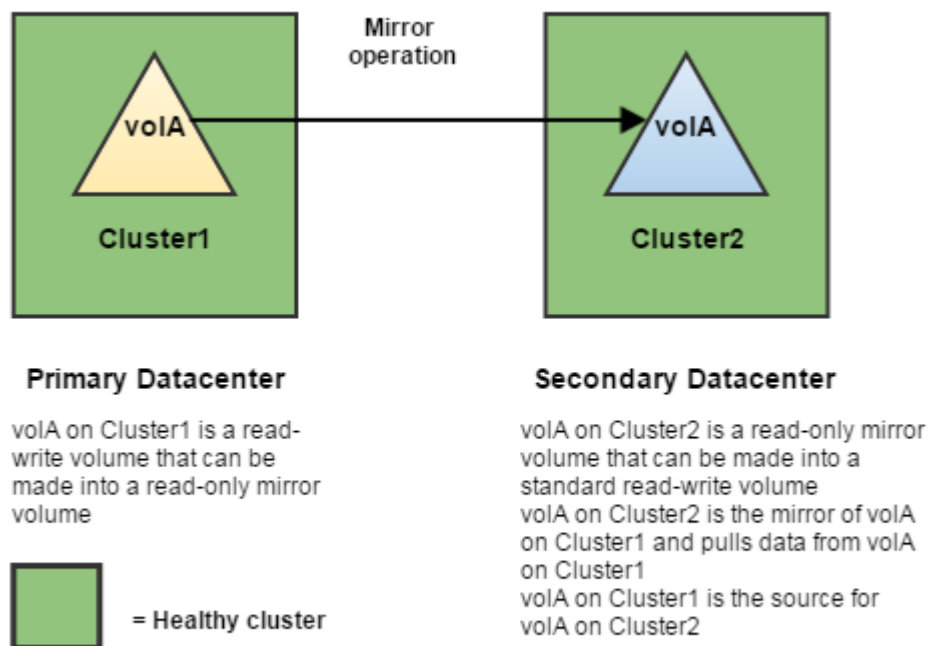 Mirror
operation
volA
volA
Cluster1
Cluster2
Primary Datacenter
volA on Cluster1 is a read-
write volume that can be
made into a read-only mirror
volume
Secondary Datacenter
volA on Cluster2 is a read-only mirror
volume that can be made into a
standard read-write volume
volA on Cluster2 is the mirror of volA
on Cluster1 and pulls data from volA
on Cluster1
volA on Cluster1 is the source for
volA on Cluster2
= Healthy cluster